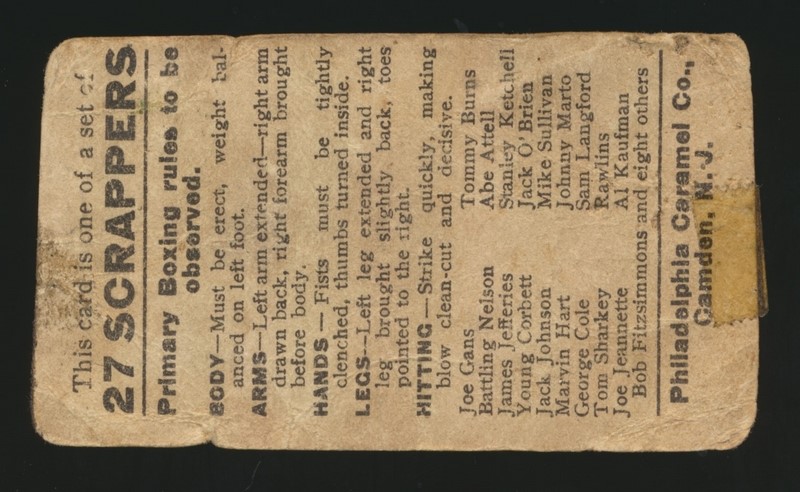 This card is one of a set of
27 SCRAPPERS
Primary Boxing rules to be
observed.
BODY—Must be erect, weight bal-
anced on left foot.
ARMS—Left arm extended—right arm
drawn back, right forearm brought
before body.
HANDS—Fists must be tightly
clenched, thumbs turned inside.
LEGS—Left leg extended and right
leg brought slightly back, toes
pointed to the right.
HITTING—Strike quickly, making
blow clean-cut and decisive.
Joe Gans Tommy Burns
Battling Nelson Abe Attell
James Jefferies Stanley Ketchell
Young Corbett Jack O'Brien
Jack Johnson Mike Sullivan
Marvin Hart Johnny Marto
George Cole Sam Langford
Tom Sharkey Rawlins
Joe Jeannette Al Kaufman
Bob Fitzsimmons and eight others
Philadelphia Caramel Co.,
Camden, N. J.